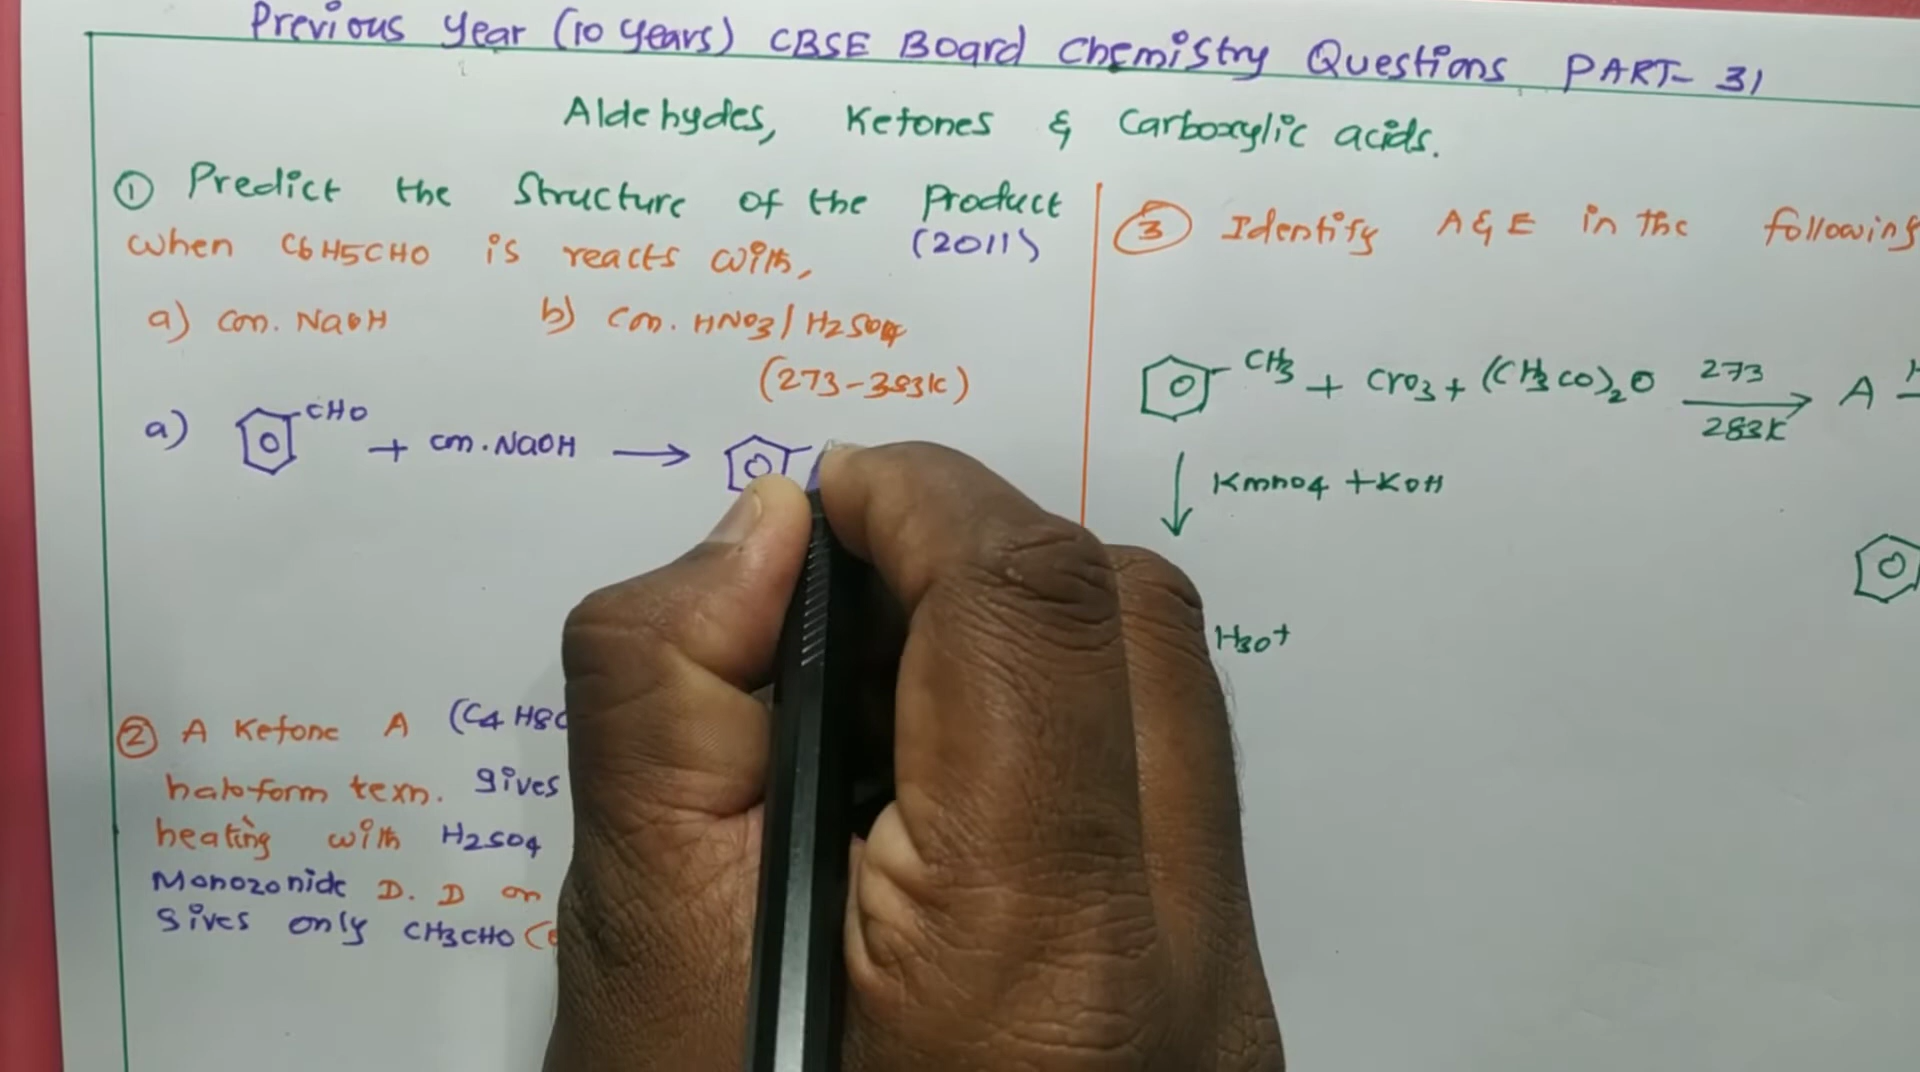 Previous Year (10 Years) CBSE Board Chemistry Questions PART- 31
Aldehydes, Ketones & Carboxylic acids.
① Predict the Structure of the Product
when C6H5CHO is reacts with, (2011)
a) Con. NaOH b) Con. HNO3/H2SO4
(273-383K)
a) CHO + con. NaOH →
② A Ketone A (C4H8
haloform rexn. gives
heating with H2SO4
Monozonide D. D on
gives only CH3CHO (
③ Identify A & E in the following
CH3 + CrO3 + (CH3CO)2O 273 → A
283K
↓ KMnO4 + KOH
H3O+